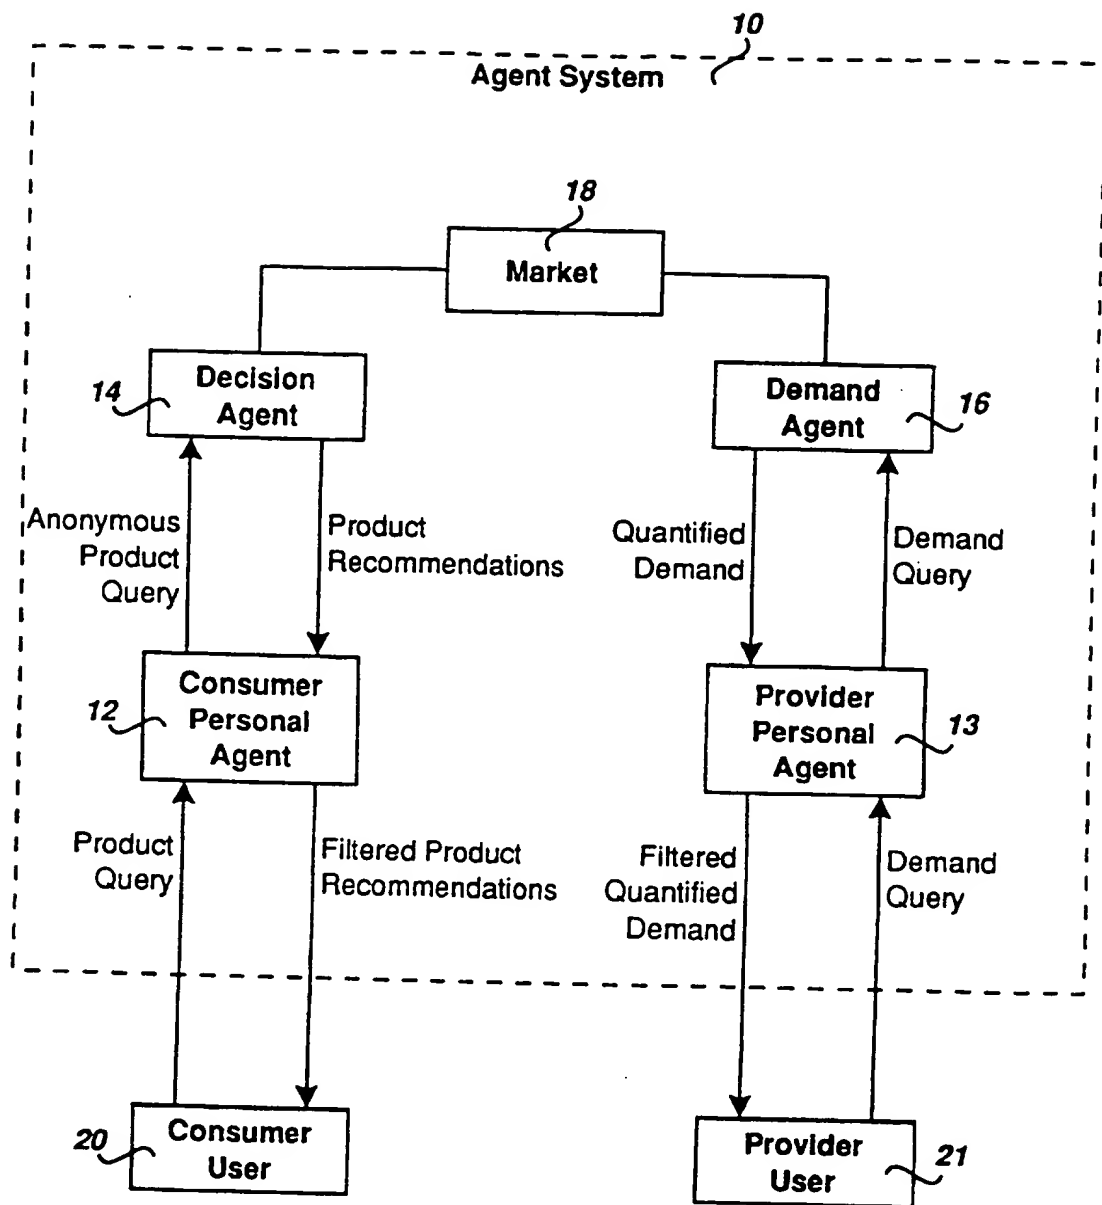 10
Agent System
18
Market
14
Decision
Agent
Demand
Agent
16
Anonymous
Product
Query
Product
Recommendations
Quantified
Demand
Demand
Query
12
Consumer
Personal
Agent
Provider
Personal
Agent
13
Product
Query
Filtered Product
Recommendations
Filtered
Quantified
Demand
Demand
Query
20
Consumer
User
Provider
User
21